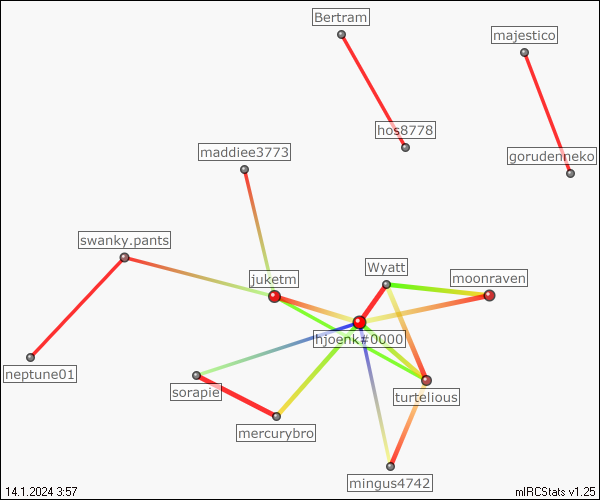 Bertram
majestico
hos8778
maddiee3773
gorudenneko
swanky.pants
Wyatt
juketm
moonraven
hjoenk#0000
neptune01
sorapie
turtelious
mercurybro
mingus4742
14.1.2024 3:57
mIRCStats v1.25